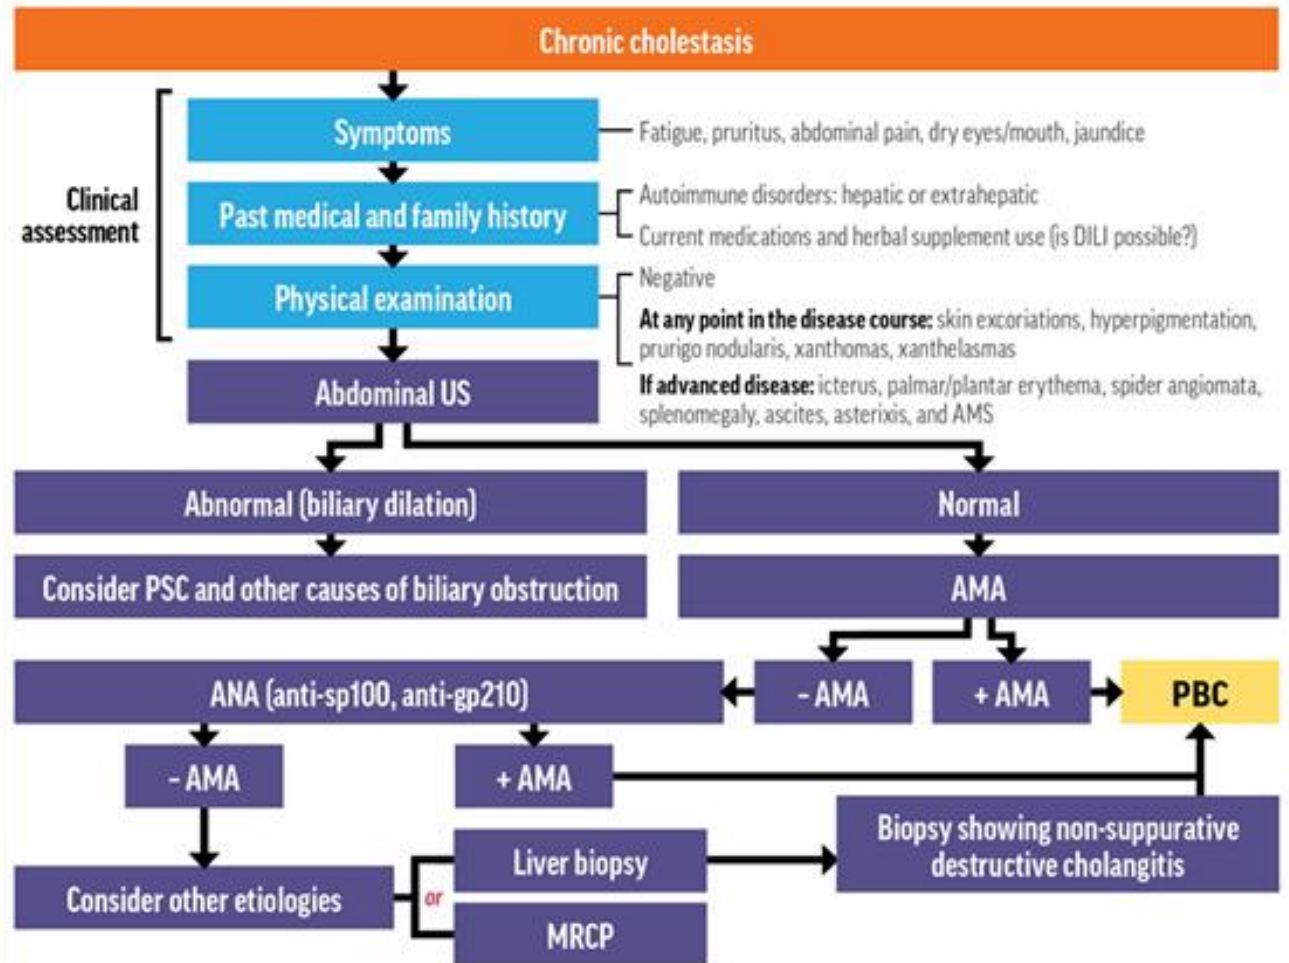 Chronic cholestasis
Clinical
assessment
Symptoms
Fatigue, pruritus, abdominal pain, dry eyes/mouth, jaundice
Past medical and family history
Autoimmune disorders: hepatic or extrahepatic
Current medications and herbal supplement use (is DILI possible?)
Physical examination
Negative
At any point in the disease course: skin excoriations, hyperpigmentation,
prurigo nodularis, xanthomas, xanthelasmas
If advanced disease: icterus, palmar/plantar erythema, spider angiomata,
splenomegaly, ascites, asterixis, and AMS
Abdominal US
Abnormal (biliary dilation)
Normal
Consider PSC and other causes of biliary obstruction
AMA
ANA (anti-sp100, anti-gp210)
- AMA
+ AMA
PBC
- AMA
+ AMA
Biopsy showing non-suppurative
destructive cholangitis
Liver biopsy
Consider other etiologies
or
MRCP